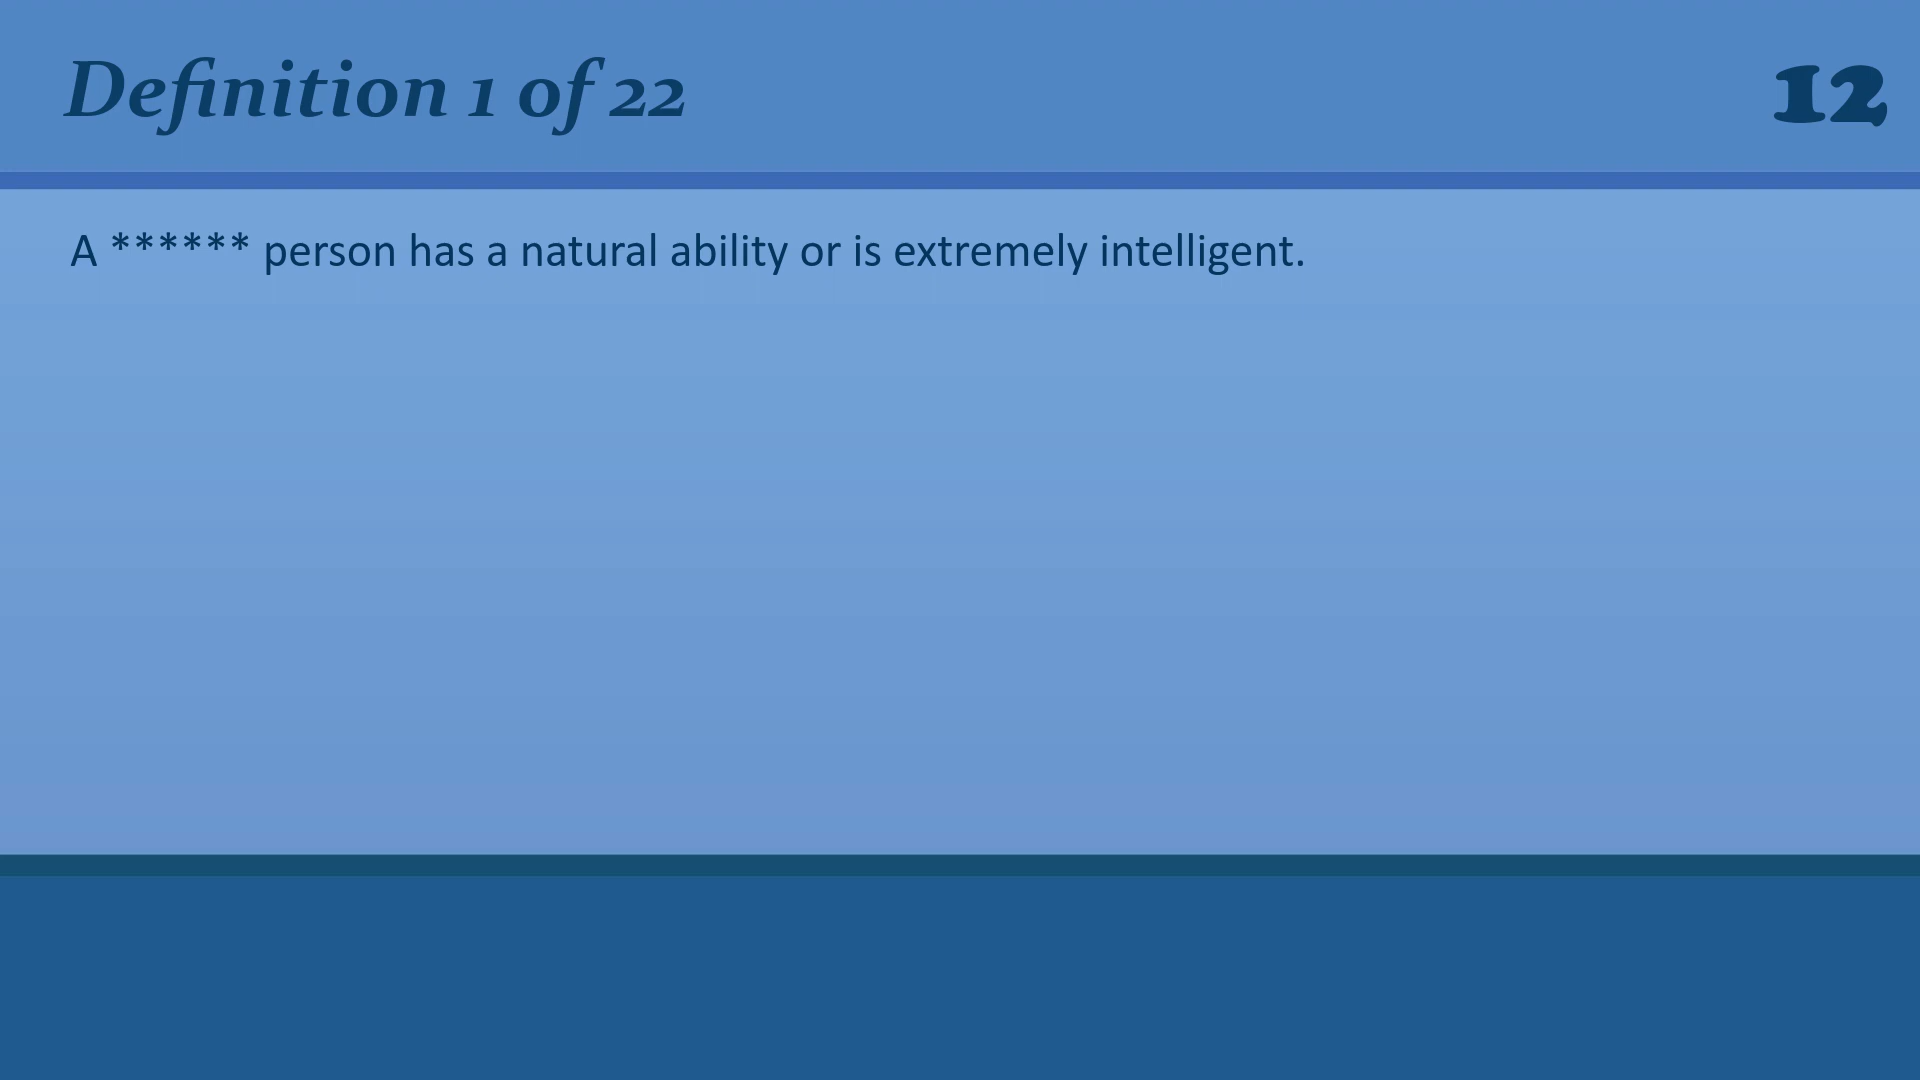 Definition 1 of 22
12
A ****** person has a natural ability or is extremely intelligent.